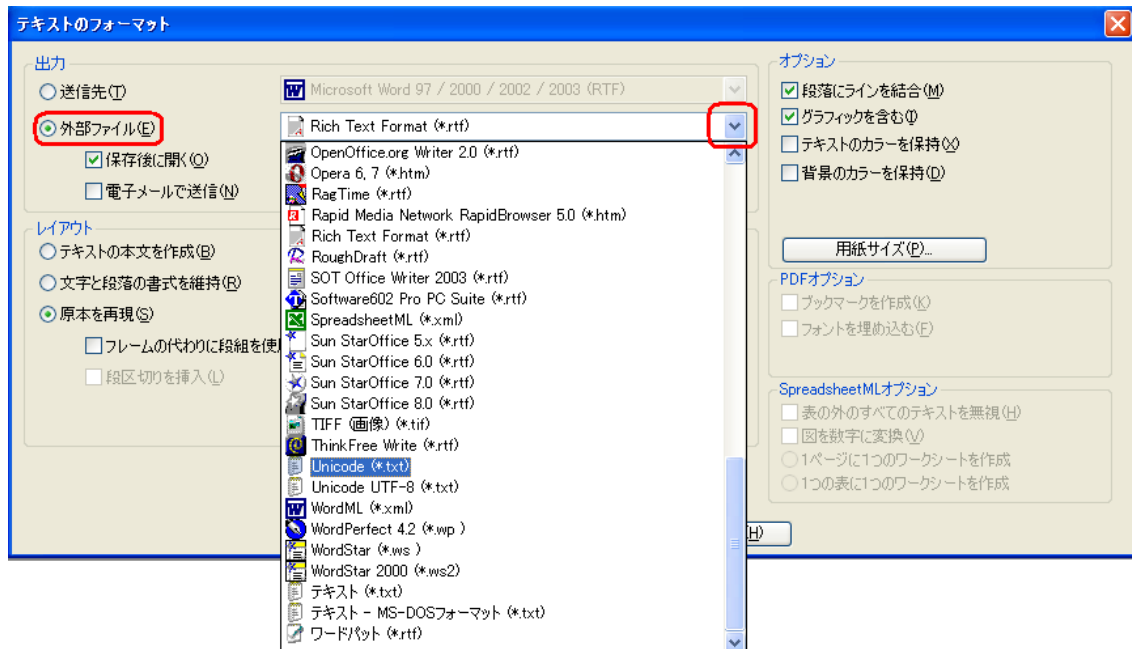 テキストのフォーマット
出力
送信先(T)
Microsoft Word 97 / 2000 / 2002 / 2003 (RTF)
外部ファイル(E)
Rich Text Format (*.rtf)
保存後に開く(O)
電子メールで送信(N)
OpenOffice.org Writer 2.0 (*.rtf)
Opera 6, 7 (*.htm)
RagTime (*.rtf)
Rapid Media Network RapidBrowser 5.0 (*.htm)
Rich Text Format (*.rtf)
RoughDraft (*.rtf)
SOT Office Writer 2003 (*.rtf)
Software602 Pro PC Suite (*.rtf)
SpreadsheetML (*.xml)
Sun StarOffice 5.x (*.rtf)
Sun StarOffice 6.0 (*.rtf)
Sun StarOffice 7.0 (*.rtf)
Sun StarOffice 8.0 (*.rtf)
TIFF (画像) (*.tif)
ThinkFree Write (*.rtf)
Unicode (*.txt)
Unicode UTF-8 (*.txt)
WordML (*.xml)
WordPerfect 4.2 (*.wp )
WordStar (*.ws )
WordStar 2000 (*.ws2)
テキスト (*.txt)
テキスト - MS-DOSフォーマット (*.txt)
ワードパット (*.rtf)
レイアウト
テキストの本文を作成(B)
文字と段落の書式を維持(R)
原本を再現(S)
フレームの代わりに段組を使
段区切りを挿入(L)
オプション
段落にラインを結合(M)
グラフィックを含む(I)
テキストのカラーを保持(X)
背景のカラーを保持(D)
用紙サイズ(P)...
PDFオプション
ブックマークを作成(K)
フォントを埋め込む(F)
SpreadsheetMLオプション
表の外のすべてのテキストを無視(H)
図を数字に変換(V)
1ページに1つのワークシートを作成
1つの表に1つのワークシートを作成
(H)